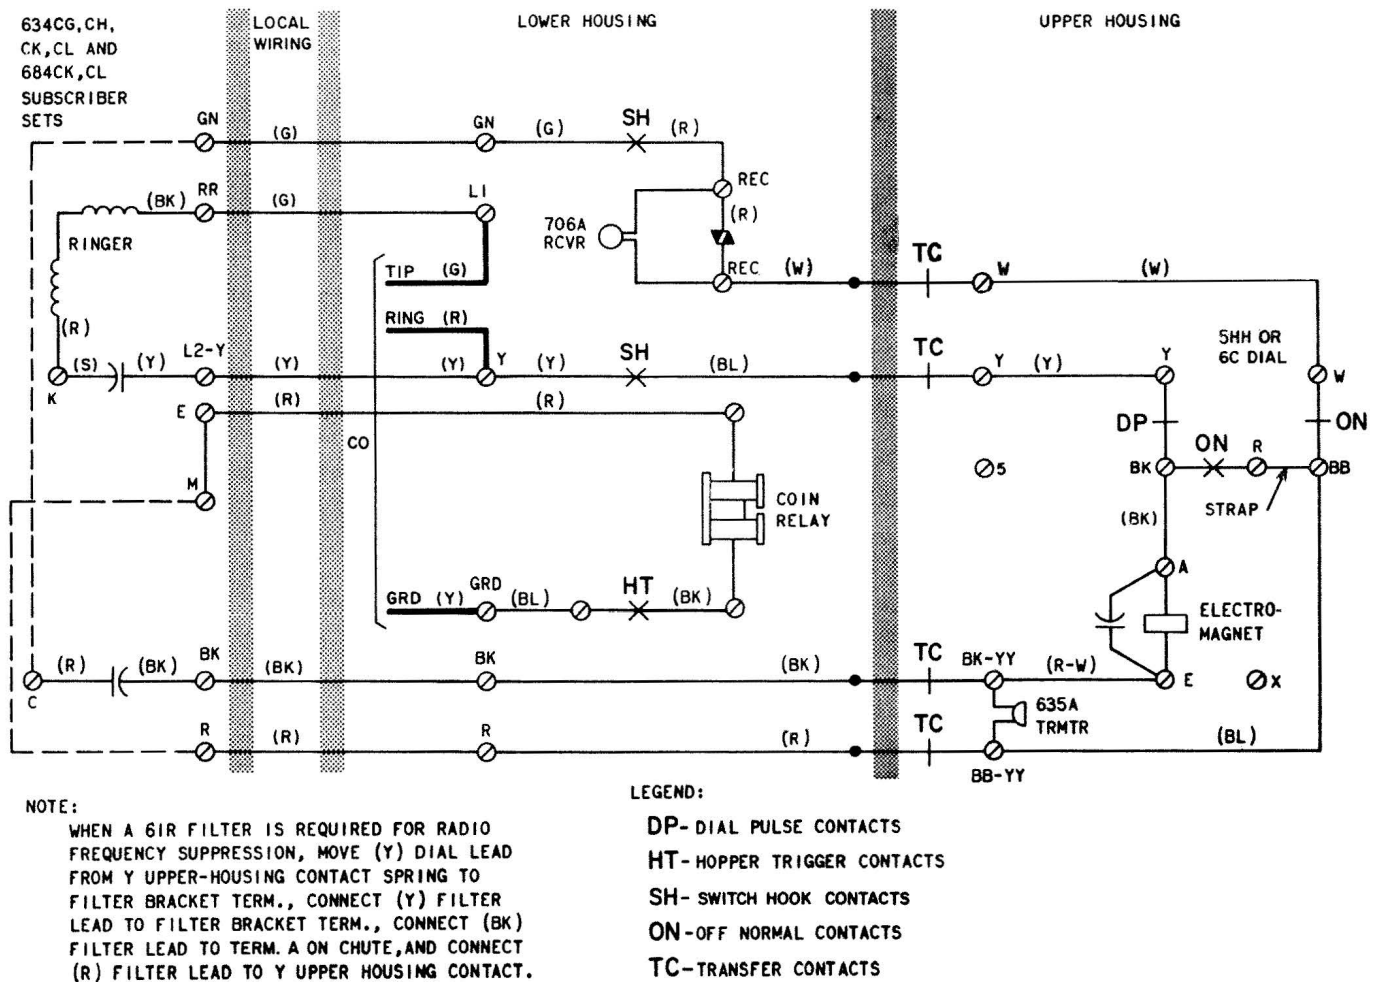 634CG, CH,
CK, CL AND
684CK, CL
SUBSCRIBER
SETS
LOCAL
WIRING
LOWER HOUSING
UPPER HOUSING
GN
(G)
GN
(G)
SH
(R)
REC
(R)
REC
706A
RCVR
RR
(BK)
(G)
L1
RINGER
(R)
TIP (G)
RING (R)
(W)
TC
W
(W)
K
(S)
(Y)
L2-Y
(Y)
(Y)
Y
(Y)
SH
(BL)
TC
Y
(Y)
Y
5HH OR
6C DIAL
W
DP
ON
E
(R)
(R)
CO
M
COIN
RELAY
5
BK
ON
R
BB
STRAP
(BK)
A
ELECTRO-
MAGNET
GRD (Y)
GRD
(BL)
HT
(BK)
C
(R)
(BK)
BK
(BK)
BK
(BK)
TC
BK-YY
(R-W)
E
X
635A
TRMTR
R
(R)
R
(R)
TC
BB-YY
(BL)
NOTE:
WHEN A 61R FILTER IS REQUIRED FOR RADIO
FREQUENCY SUPPRESSION, MOVE (Y) DIAL LEAD
FROM Y UPPER-HOUSING CONTACT SPRING TO
FILTER BRACKET TERM., CONNECT (Y) FILTER
LEAD TO FILTER BRACKET TERM., CONNECT (BK)
FILTER LEAD TO TERM. A ON CHUTE, AND CONNECT
(R) FILTER LEAD TO Y UPPER HOUSING CONTACT.
LEGEND:
DP- DIAL PULSE CONTACTS
HT- HOPPER TRIGGER CONTACTS
SH- SWITCH HOOK CONTACTS
ON-OFF NORMAL CONTACTS
TC-TRANSFER CONTACTS